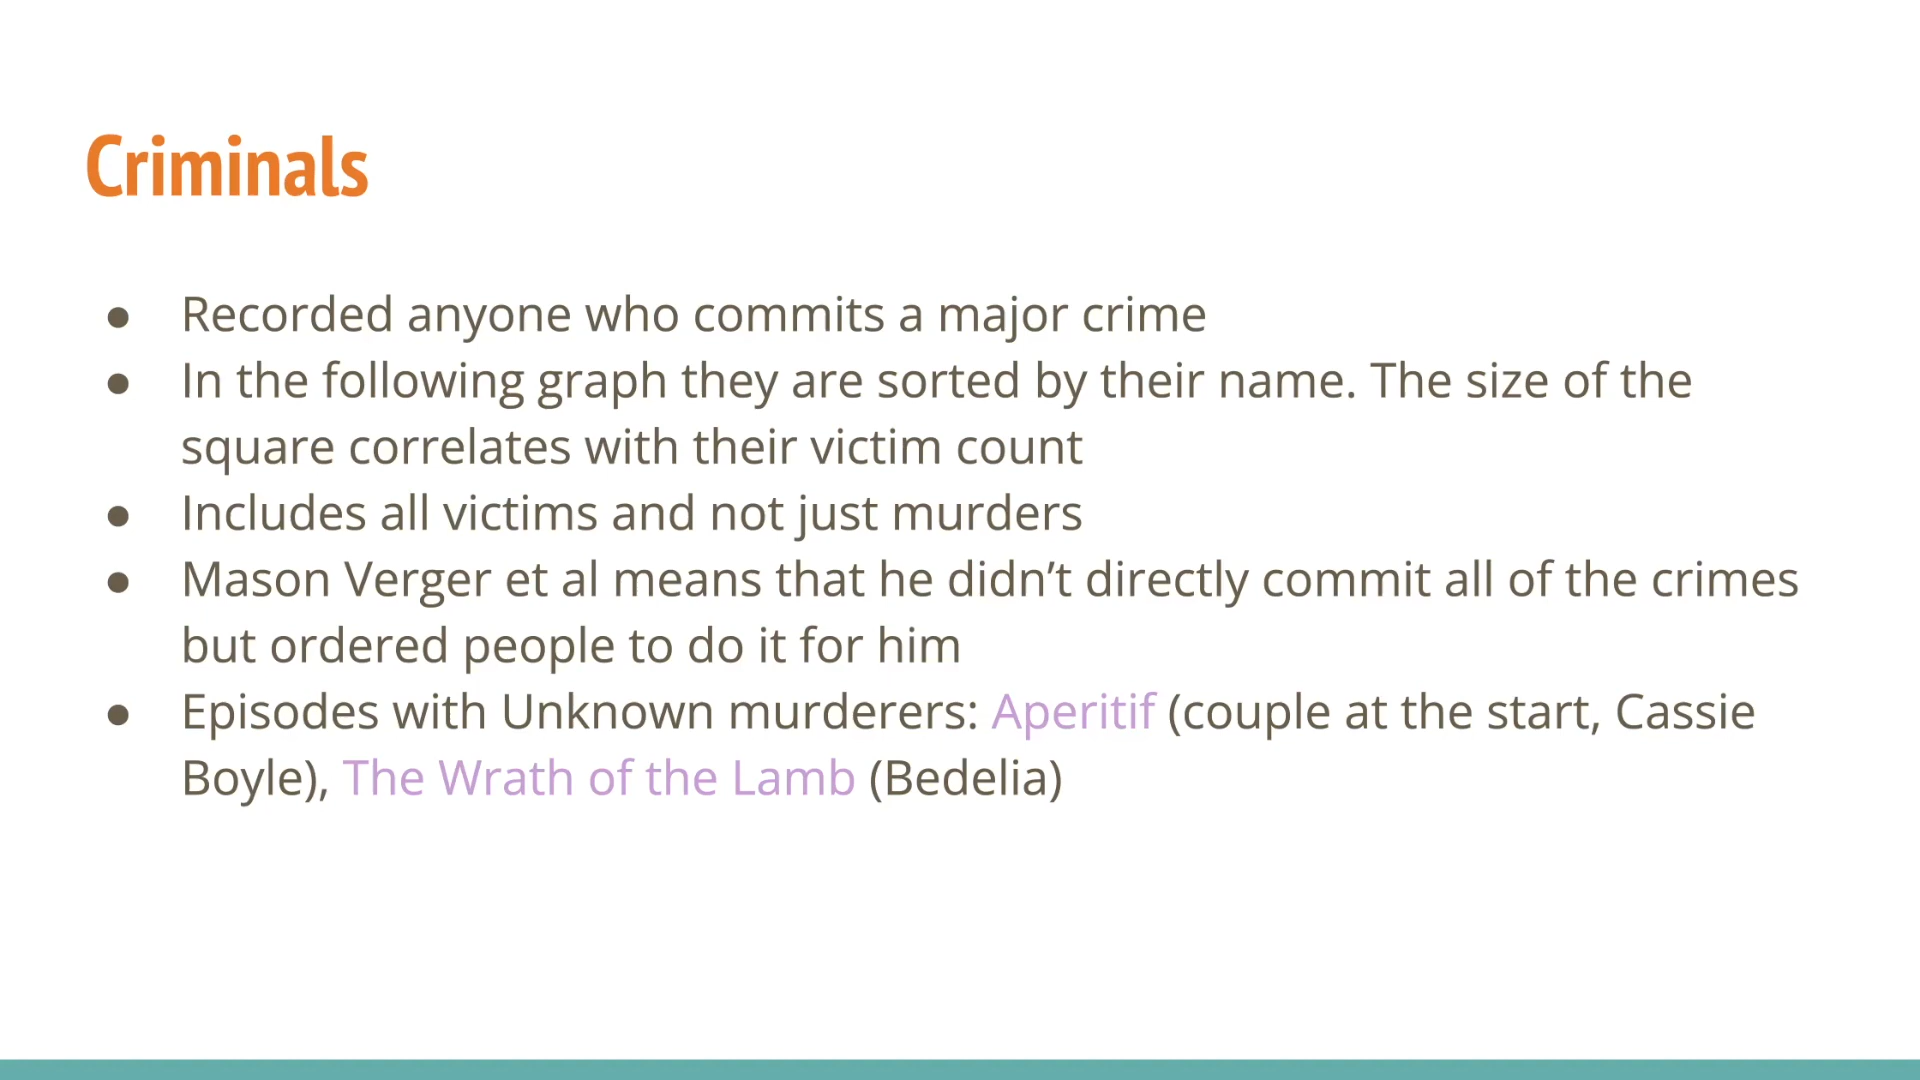 Criminals
● Recorded anyone who commits a major crime
● In the following graph they are sorted by their name. The size of the
square correlates with their victim count
● Includes all victims and not just murders
● Mason Verger et al means that he didn’t directly commit all of the crimes
but ordered people to do it for him
● Episodes with Unknown murderers: Aperitif (couple at the start, Cassie
Boyle), The Wrath of the Lamb (Bedelia)